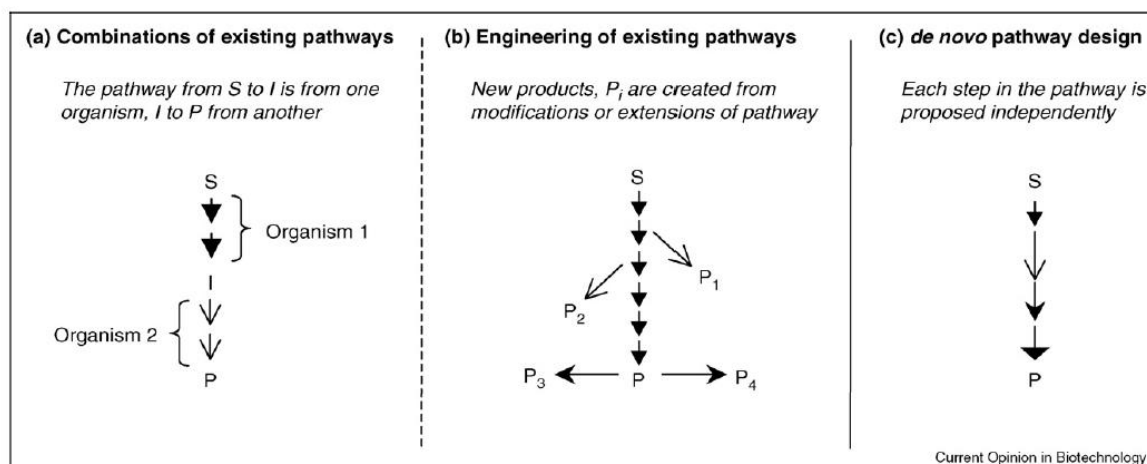 (a) Combinations of existing pathways
The pathway from S to I is from one
organism, I to P from another
S
Organism 1
I
Organism 2
P
(b) Engineering of existing pathways
New products, Pi are created from
modifications or extensions of pathway
S
P1
P2
P3
P
P4
(c) de novo pathway design
Each step in the pathway is
proposed independently
S
P
Current Opinion in Biotechnology